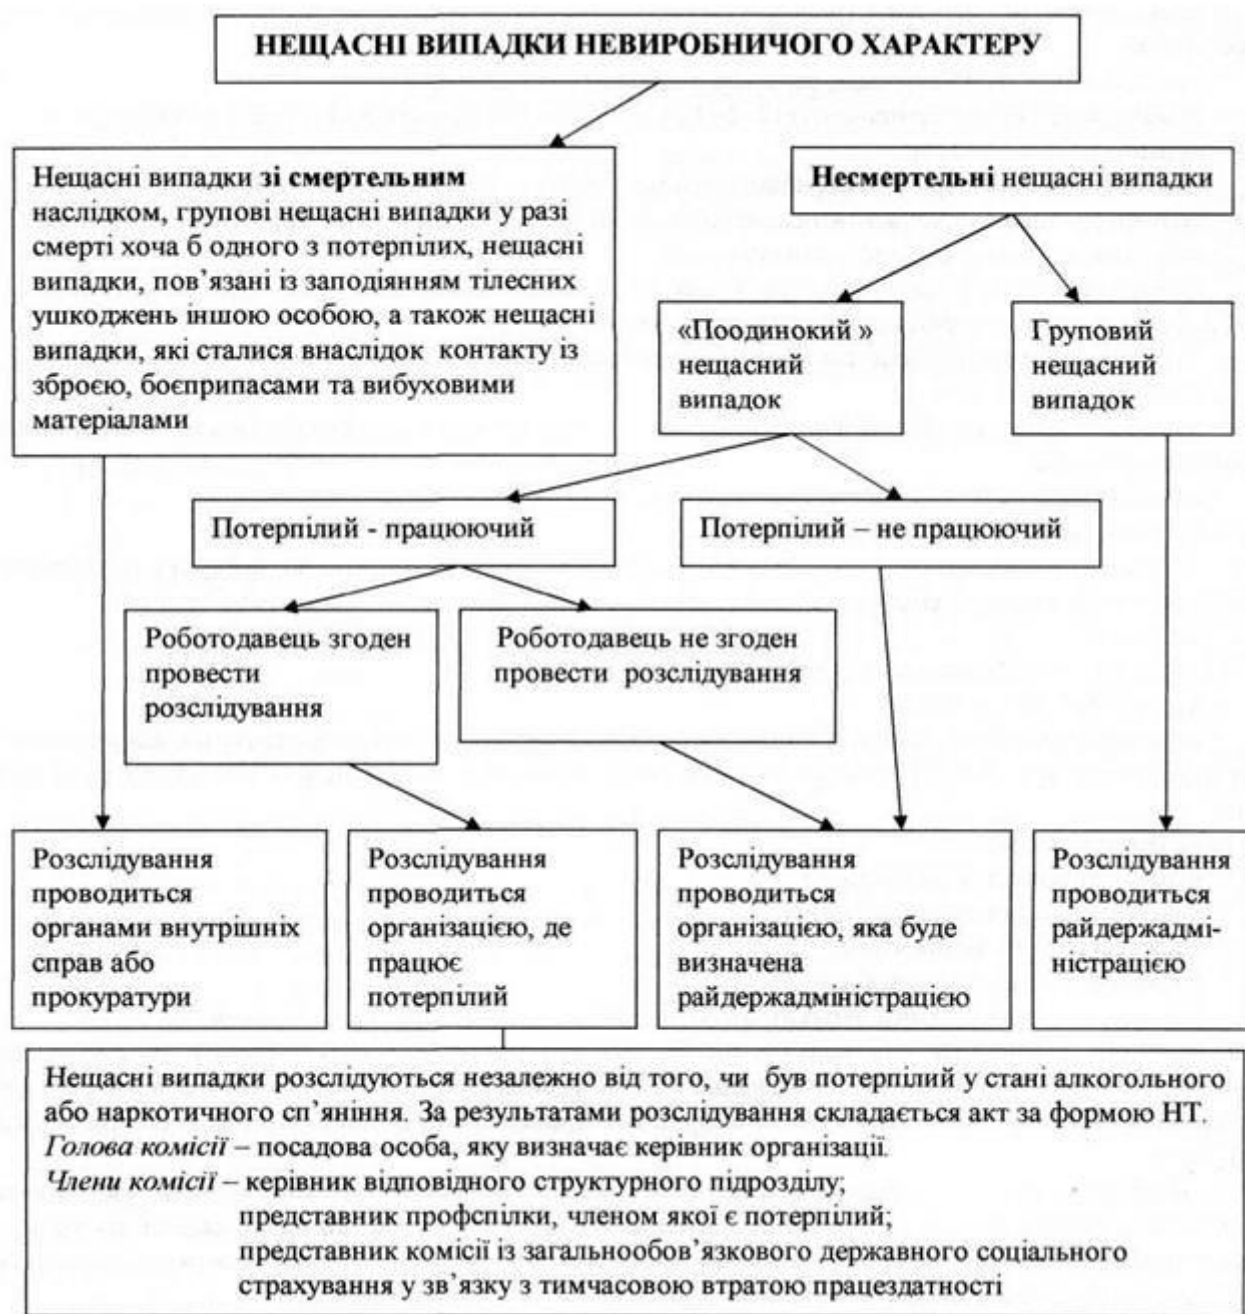 НЕЩАСНІ ВИПАДКИ НЕВИРОБНИЧОГО ХАРАКТЕРУ
Нещасні випадки зі смертельним
наслідком, групові нещасні випадки у разі
смерті хоча б одного з потерпілих, нещасні
випадки, пов’язані із заподіянням тілесних
ушкоджень іншою особою, а також нещасні
випадки, які сталися внаслідок контакту із
зброєю, боєприпасами та вибуховими
матеріалами
Несмертельні нещасні випадки
«Поодинокий »
нещасний
випадок
Груповий
нещасний
випадок
Потерпілий - працюючий
Потерпілий – не працюючий
Роботодавець згоден
провести
розслідування
Роботодавець не згоден
провести розслідування
Розслідування
проводиться
органами внутрішніх
справ або
прокуратури
Розслідування
проводиться
організацією, де
працює
потерпілий
Розслідування
проводиться
організацією, яка буде
визначена
райдержадміністрацією
Розслідування
проводиться
райдержадмі-
ністрацією
Нещасні випадки розслідуються незалежно від того, чи був потерпілий у стані алкогольного
або наркотичного сп’яніння. За результатами розслідування складається акт за формою НТ.
Голова комісії – посадова особа, яку визначає керівник організації.
Члени комісії – керівник відповідного структурного підрозділу;
представник профспілки, членом якої є потерпілий;
представник комісії із загальнообов’язкового державного соціального
страхування у зв’язку з тимчасовою втратою працездатності